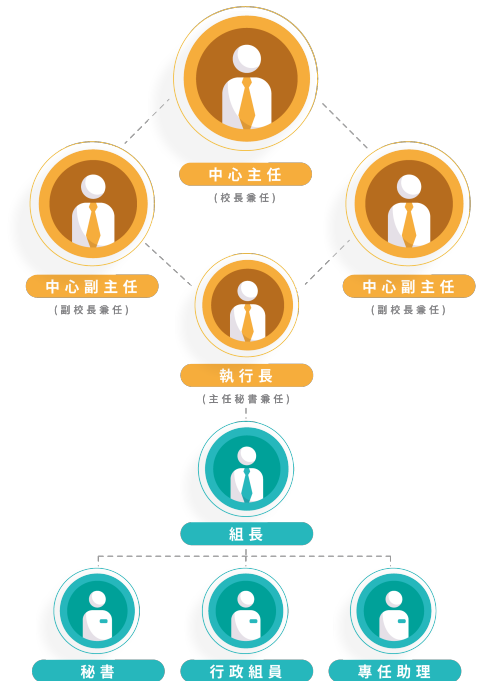 中心主任
(校長兼任)
中心副主任
(副校長兼任)
中心副主任
(副校長兼任)
執行長
(主任秘書兼任)
組長
秘書
行政組員
專任助理